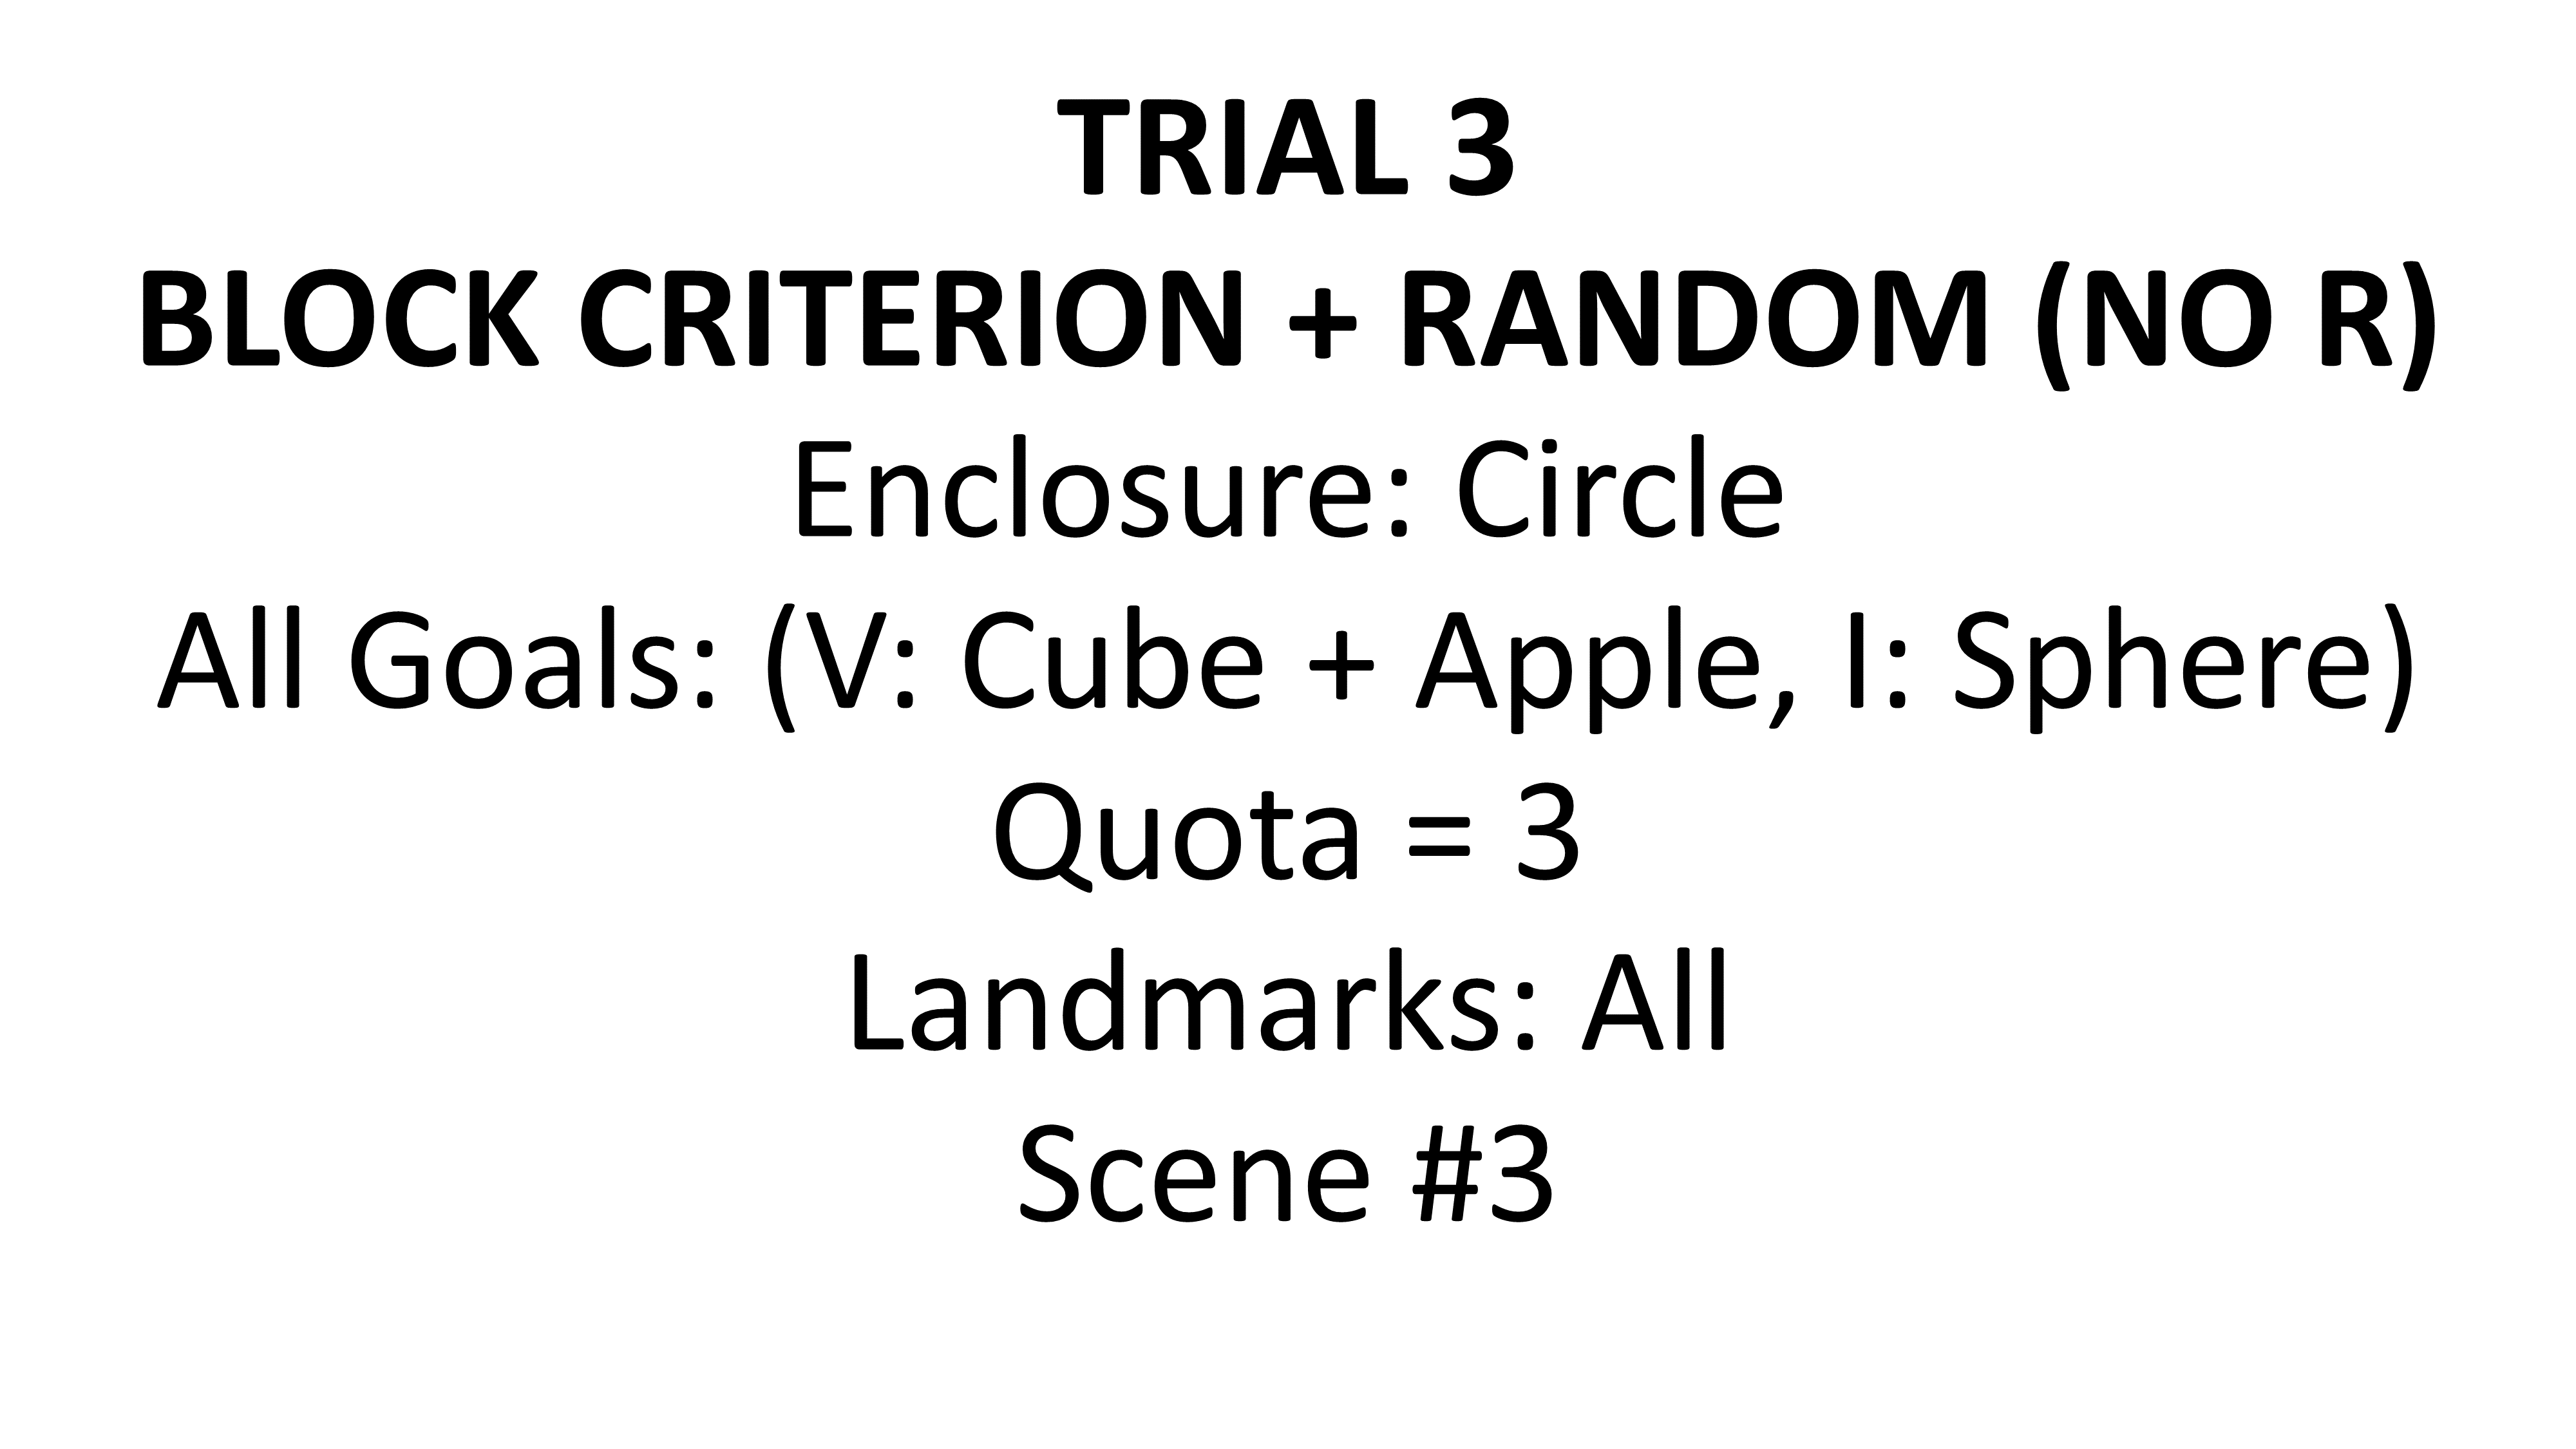 TRIAL 3
BLOCK CRITERION + RANDOM (NO R)
Enclosure: Circle
All Goals: (V: Cube + Apple, I: Sphere)
Quota = 3
Landmarks: All
Scene #3